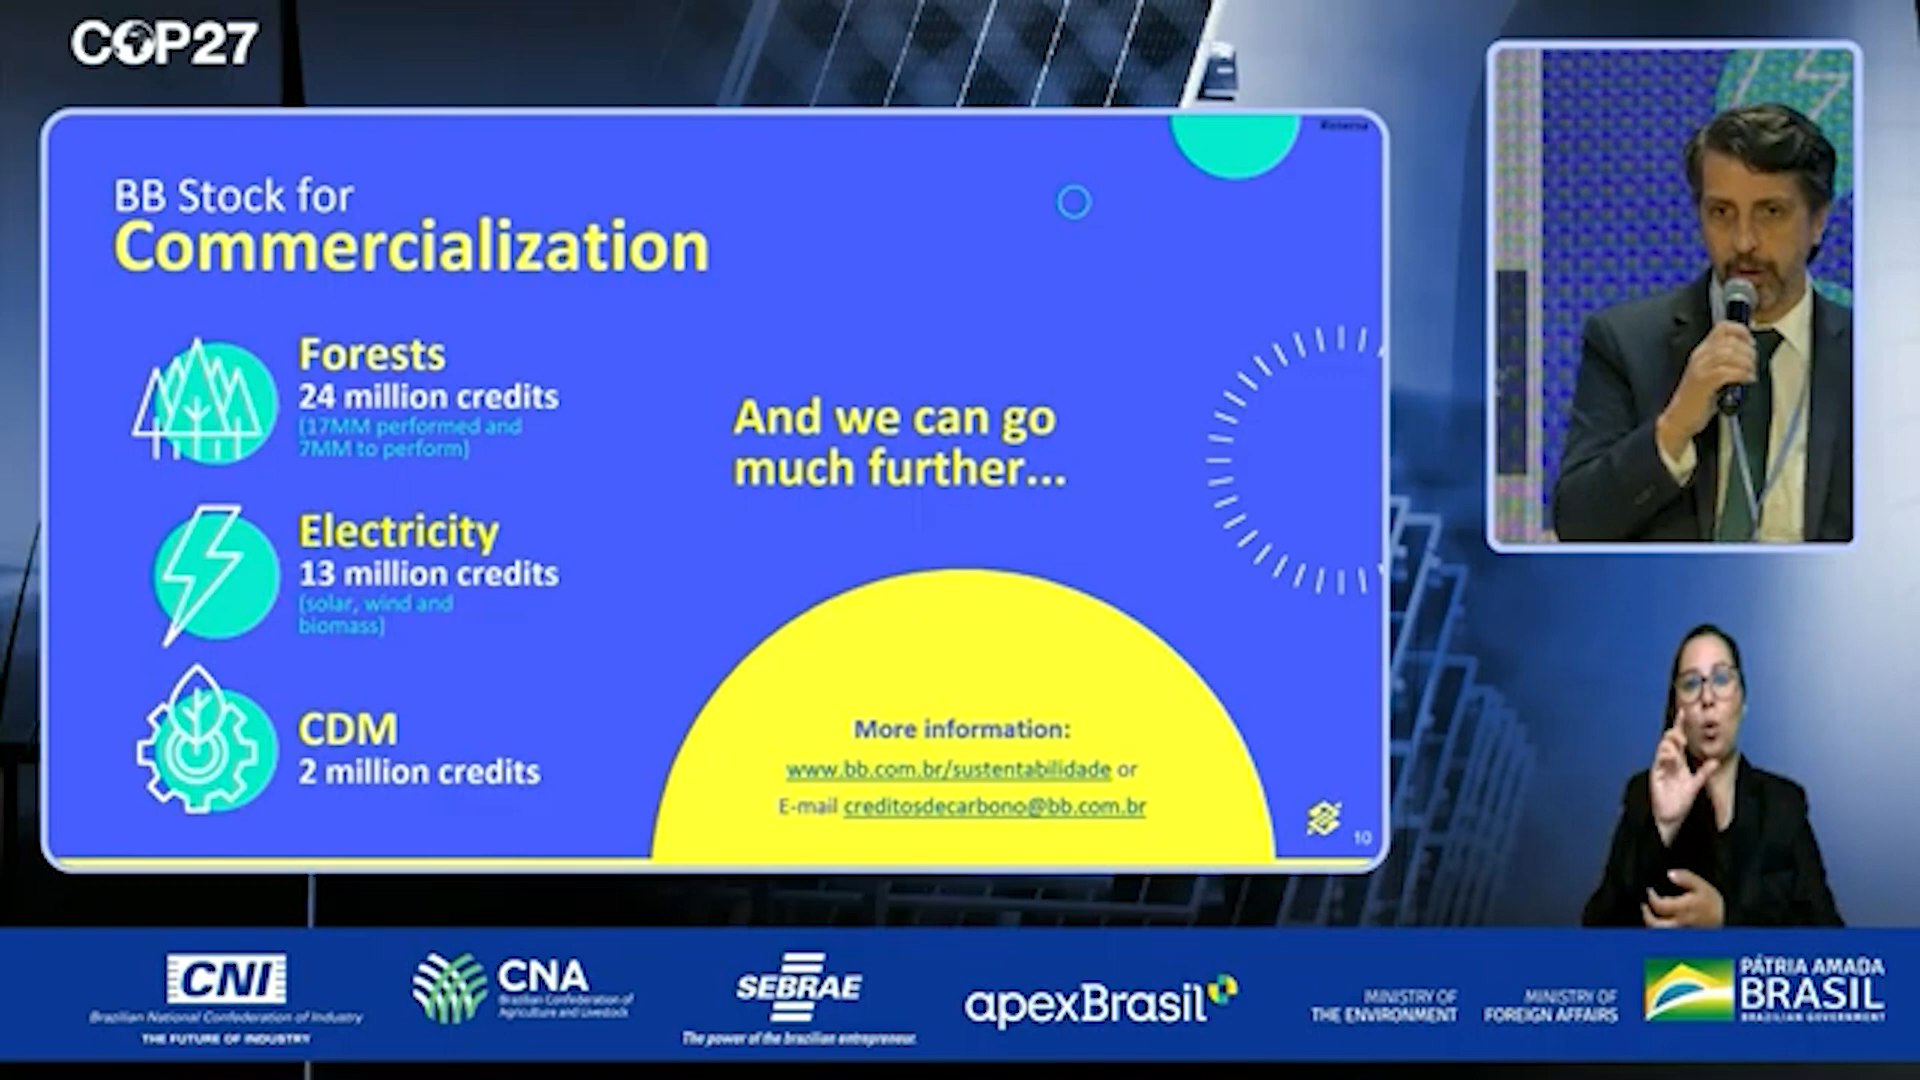 COP27
BB Stock for
Commercialization
Forests
24 million credits
(17MM performed and
7MM to perform)
Electricity
13 million credits
(solar, wind and
biomass)
CDM
2 million credits
And we can go
much further...
More information:
www.bb.com.br/sustentabilidade or
E-mail creditosdecarbono@bb.com.br
10
CNI
Brazilian National Confederation of Industry
THE FUTURE OF INDUSTRY
CNA
Brazilian Confederation of
Agriculture and Livestock
SEBRAE
The power of the brazilian entrepreneur.
apexBrasil
MINISTRY OF
THE ENVIRONMENT
MINISTRY OF
FOREIGN AFFAIRS
PÁTRIA AMADA
BRASIL
BRAZILIAN GOVERNMENT